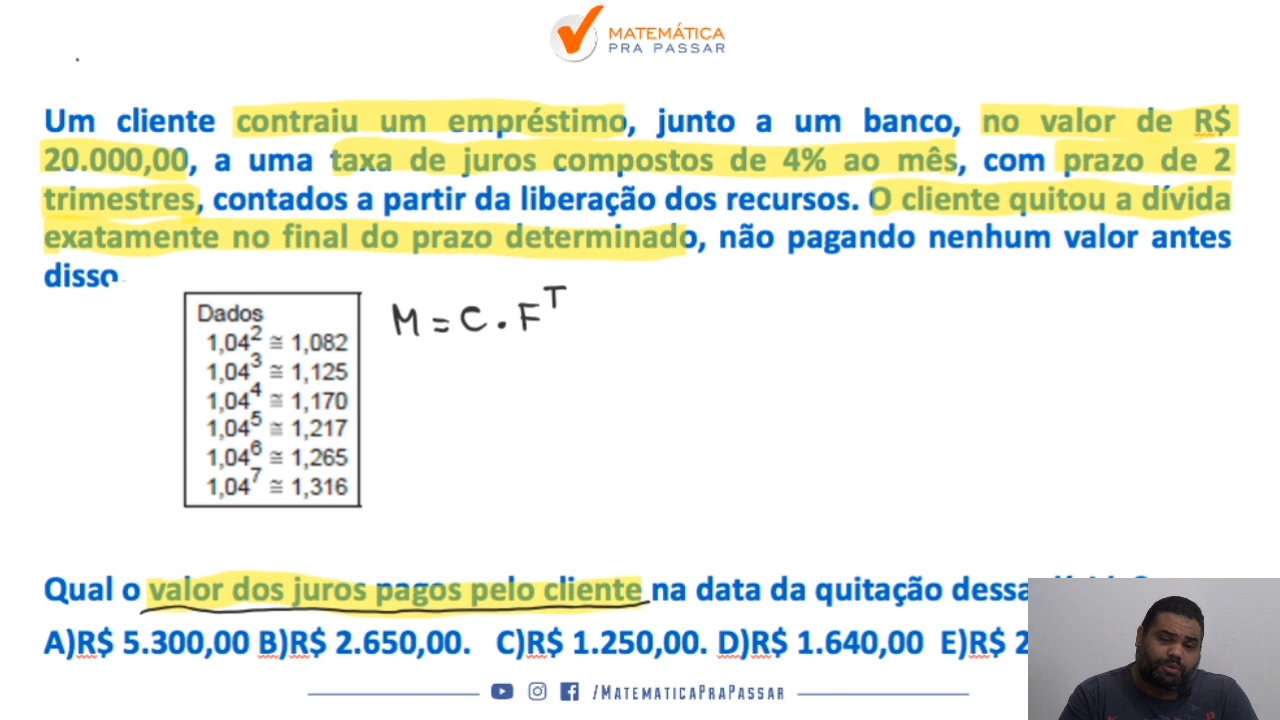 MATEMÁTICA
PRA PASSAR
Um cliente contraiu um empréstimo, junto a um banco, no valor de R$
20.000,00, a uma taxa de juros compostos de 4% ao mês, com prazo de 2
trimestres, contados a partir da liberação dos recursos. O cliente quitou a dívida
exatamente no final do prazo determinado, não pagando nenhum valor antes
disso
Dados
1,04² ≅ 1,082
1,04³ ≅ 1,125
1,04⁴ ≅ 1,170
1,04⁵ ≅ 1,217
1,04⁶ ≅ 1,265
1,04⁷ ≅ 1,316
M = C . F^T
Qual o valor dos juros pagos pelo cliente na data da quitação
A)R$ 5.300,00 B)R$ 2.650,00. C)R$ 1.250,00. D)R$ 1.640,00 E)R$ 2
/MATEMATICAPRAPASSAR